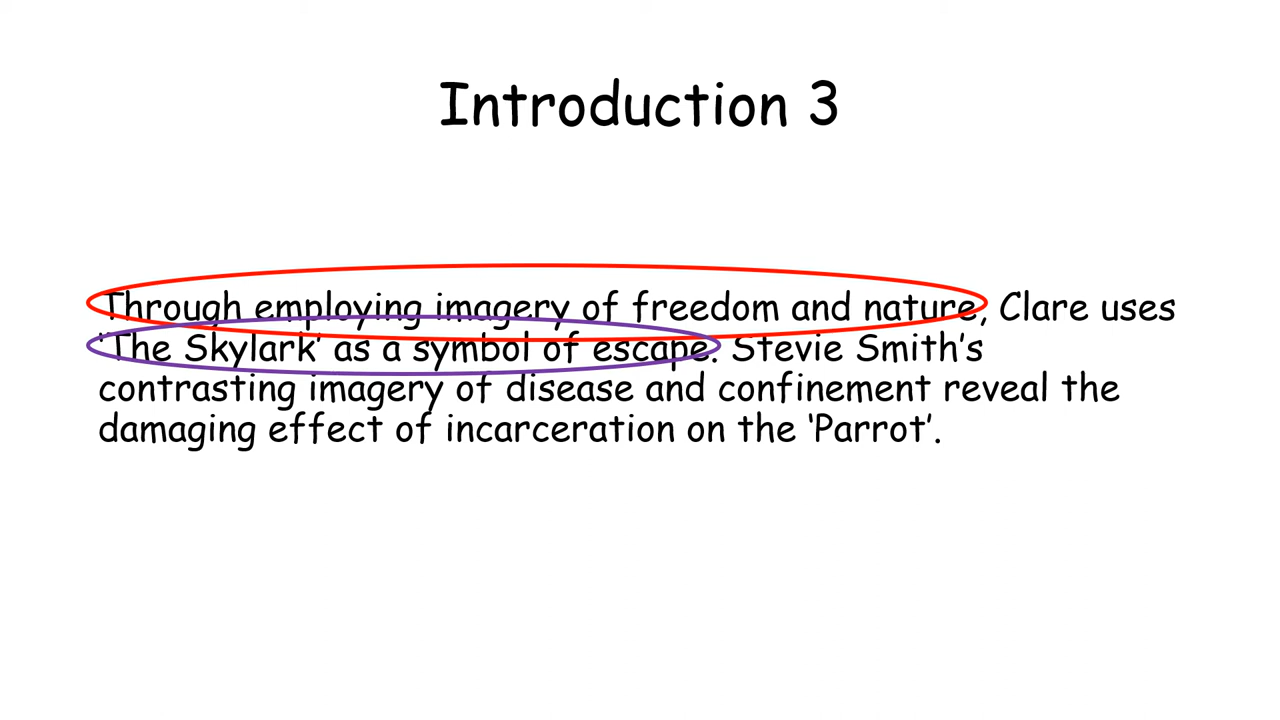 Introduction 3
Through employing imagery of freedom and nature, Clare uses
‘The Skylark’ as a symbol of escape. Stevie Smith’s
contrasting imagery of disease and confinement reveal the
damaging effect of incarceration on the ‘Parrot’.